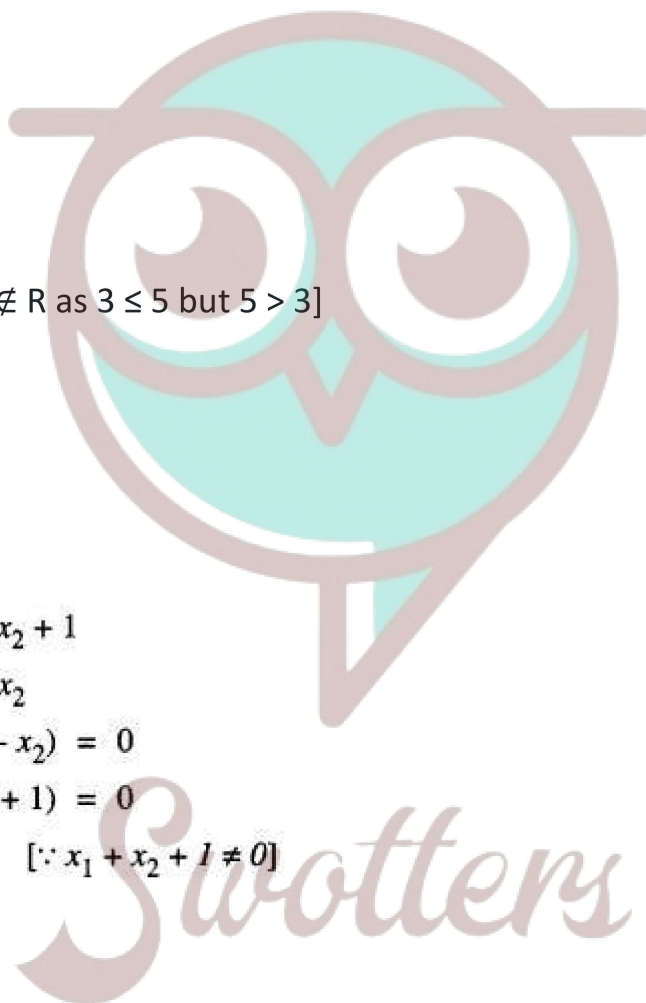 ∉ R as 3 ≤ 5 but 5 > 3]
x₂ + 1
x₂
- x₂) = 0
+ 1) = 0
[∵ x₁ + x₂ + 1 ≠ 0]
Swotters